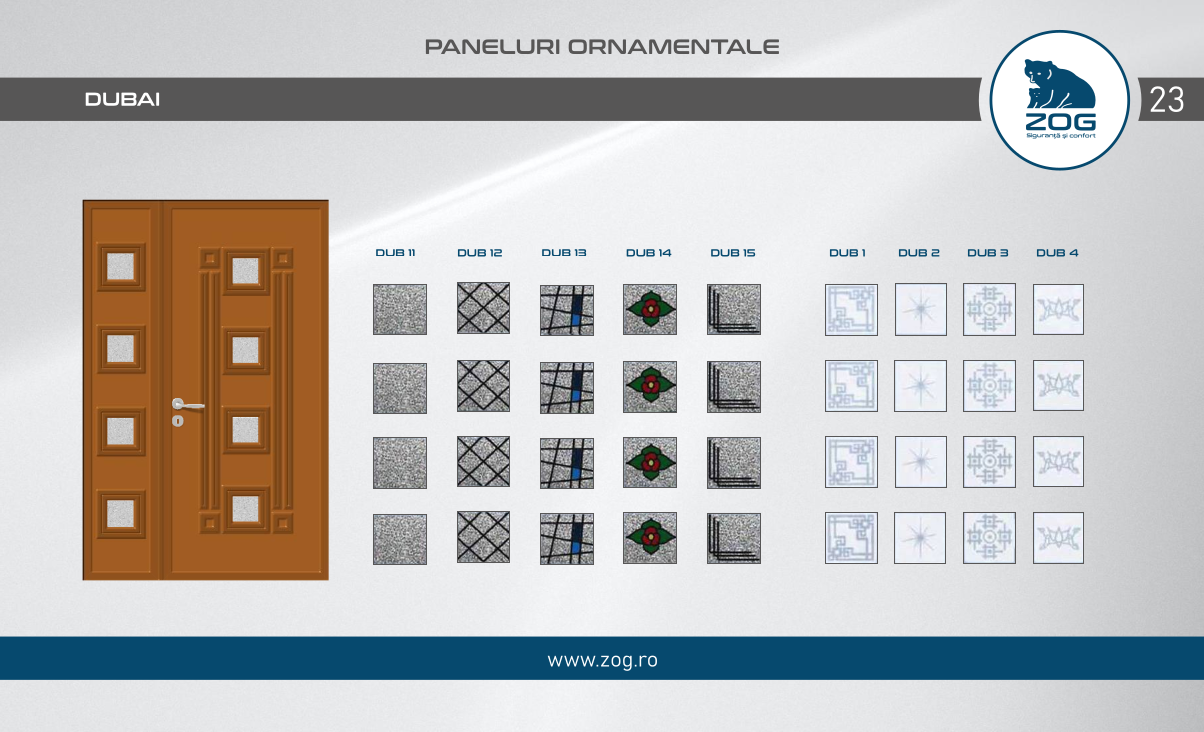 PANELURI ORNAMENTALE
DUBAI
ZOG
Siguranță și confort
23
DUB 11 DUB 12 DUB 13 DUB 14 DUB 15 DUB 1 DUB 2 DUB 3 DUB 4
www.zog.ro